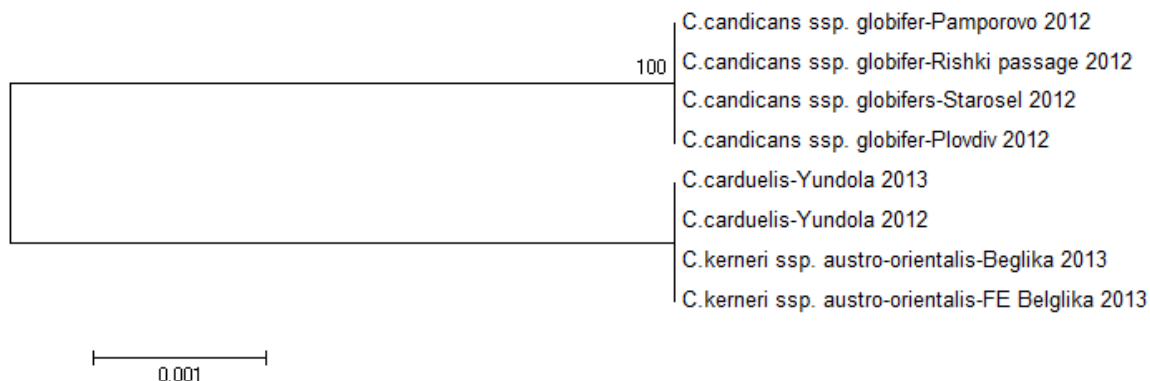 C.candicans ssp. globifer-Pamporovo 2012
100
C.candicans ssp. globifer-Rishki passage 2012
C.candicans ssp. globifers-Starosel 2012
C.candicans ssp. globifer-Plovdiv 2012
C.carduelis-Yundola 2013
C.carduelis-Yundola 2012
C.kerneri ssp. austro-orientalis-Beglika 2013
C.kerneri ssp. austro-orientalis-FE Belglika 2013
0.001